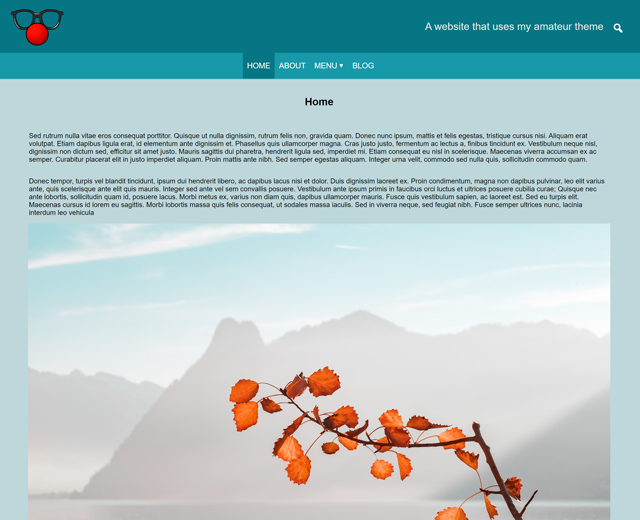 A website that uses my amateur theme
HOME ABOUT MENU ▾ BLOG
Home
Sed rutrum nulla vitae eros consequat porttitor. Quisque ut nulla dignissim, rutrum felis non, gravida quam. Donec nunc ipsum, mattis et felis egestas, tristique cursus nisi. Aliquam erat
volutpat. Etiam dapibus ligula erat, id elementum ante dignissim et. Phasellus quis ullamcorper magna. Cras justo justo, fermentum ac lectus a, finibus tincidunt ex. Vestibulum neque nisl,
dignissim non dictum sed, efficitur sit amet justo. Mauris sagittis dui pharetra, hendrerit ligula sed, imperdiet mi. Etiam consequat eu nisl in scelerisque. Maecenas viverra accumsan ex ac
semper. Curabitur placerat elit in justo imperdiet aliquam. Proin mattis ante nibh. Sed semper egestas aliquam. Integer urna velit, commodo sed nulla quis, sollicitudin commodo quam.
Donec tempor, turpis vel blandit tincidunt, ipsum dui hendrerit libero, ac dapibus lacus nisi et dolor. Duis dignissim laoreet ex. Proin condimentum, magna non dapibus pulvinar, leo elit varius
ante, quis scelerisque ante elit quis mauris. Integer sed ante vel sem convallis posuere. Vestibulum ante ipsum primis in faucibus orci luctus et ultrices posuere cubilia curae; Quisque nec
ante lobortis, sollicitudin quam id, posuere lacus. Morbi metus ex, varius non diam quis, dapibus ullamcorper mauris. Fusce quis vestibulum sapien, ac laoreet est. Sed eu turpis elit.
Maecenas cursus id lorem eu sagittis. Morbi lobortis massa quis felis consequat, ut sodales massa iaculis. Sed in viverra neque, sed feugiat nibh. Fusce semper ultrices nunc, lacinia
interdum leo vehicula